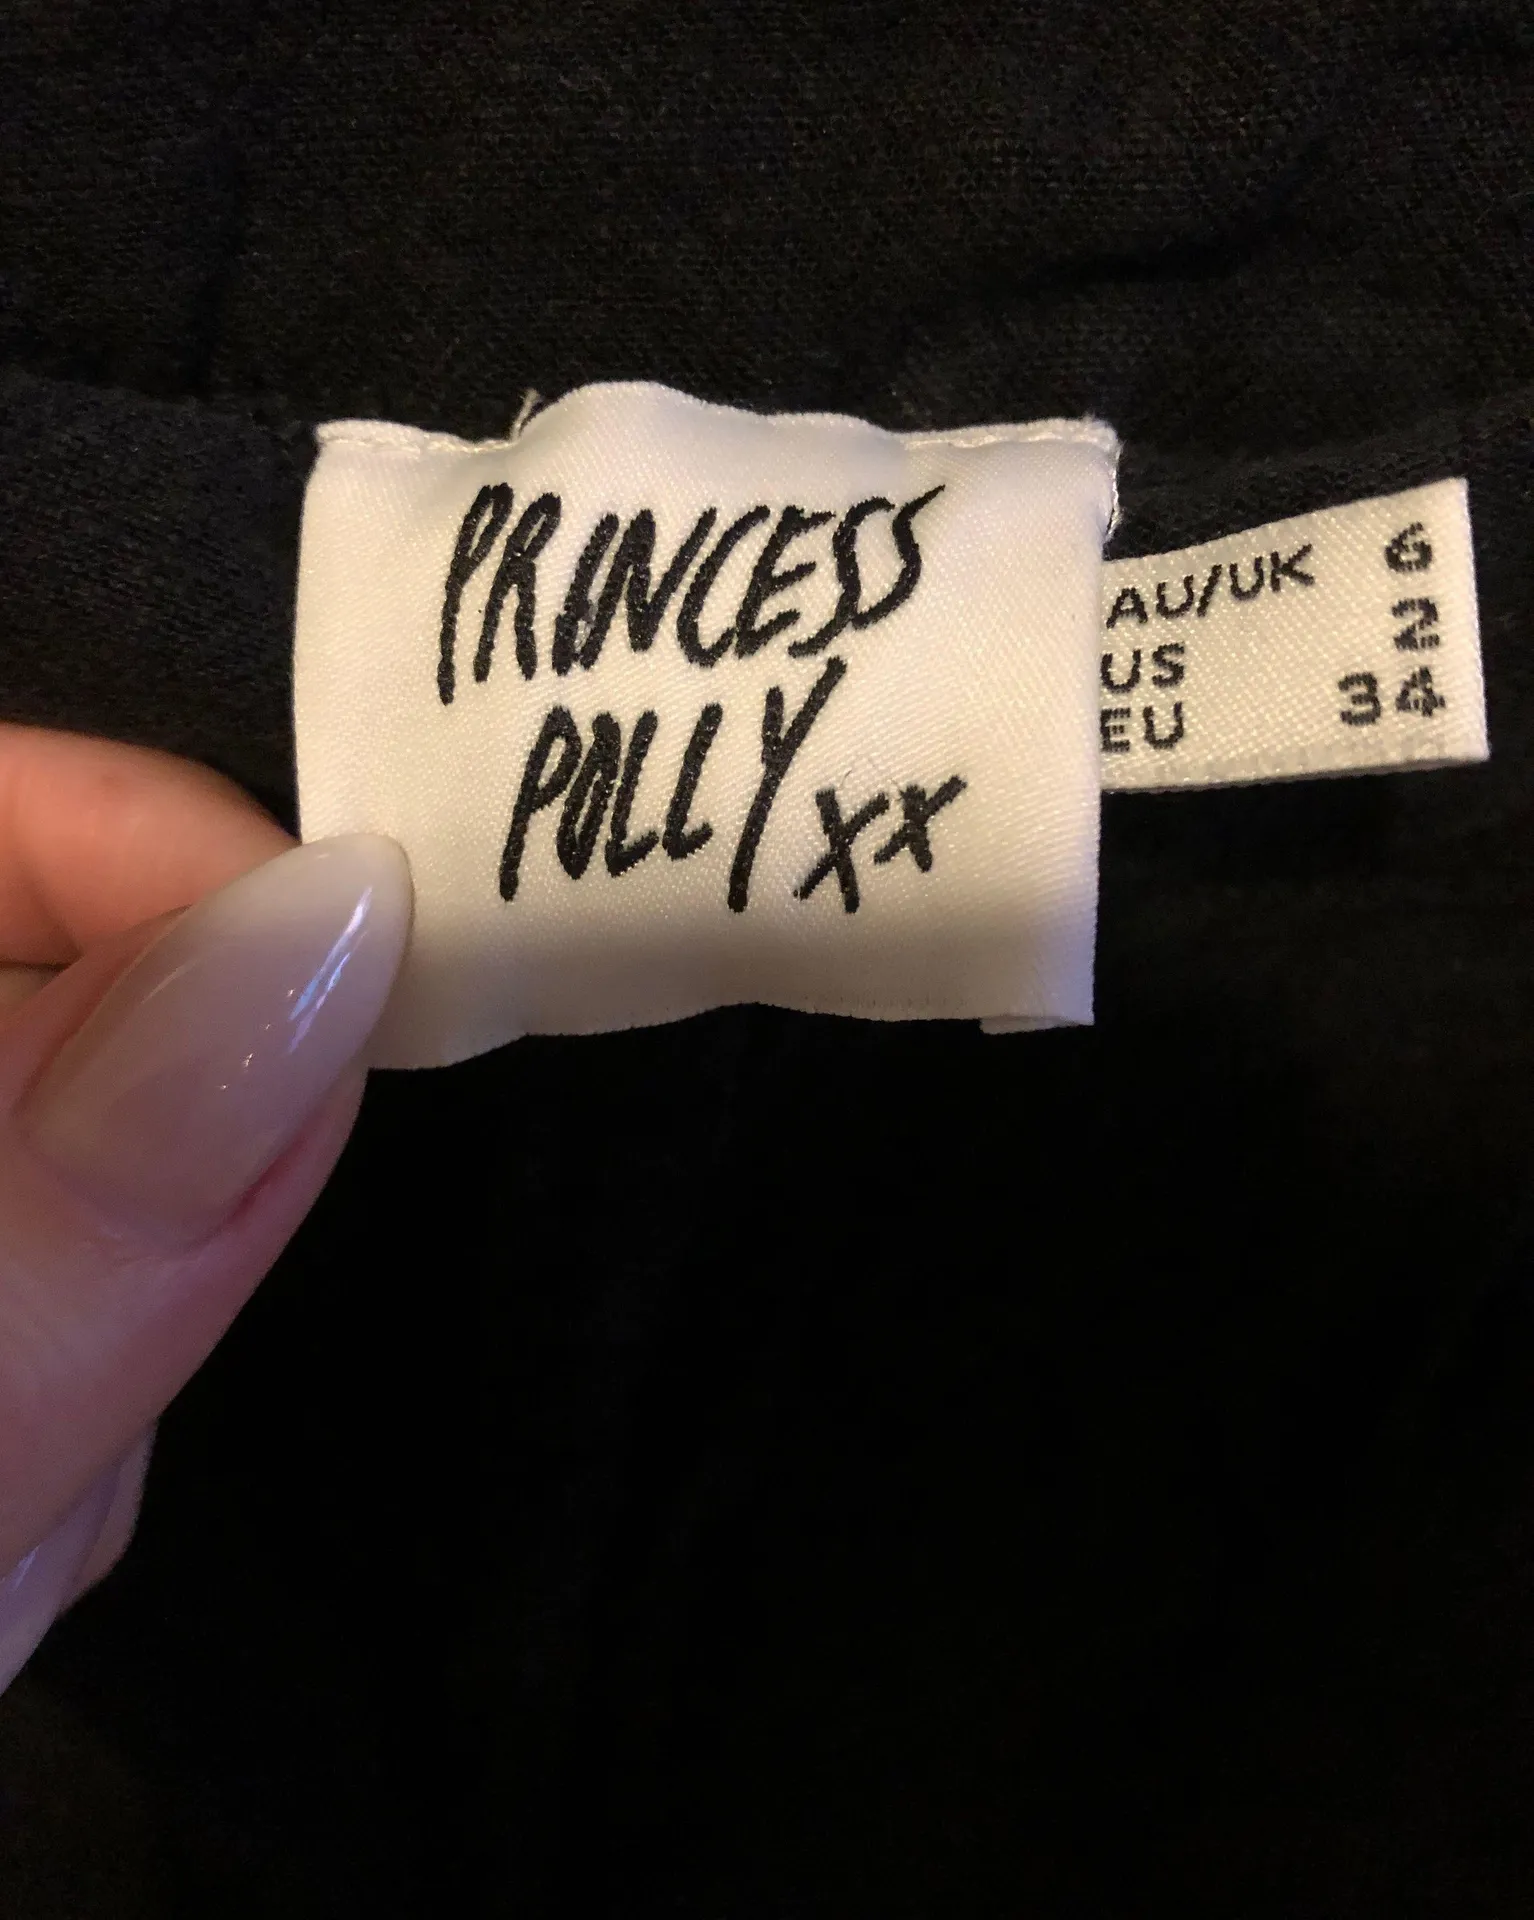 PRINCESS
POLLY xx
AU/UK 6
US 2
EU 34